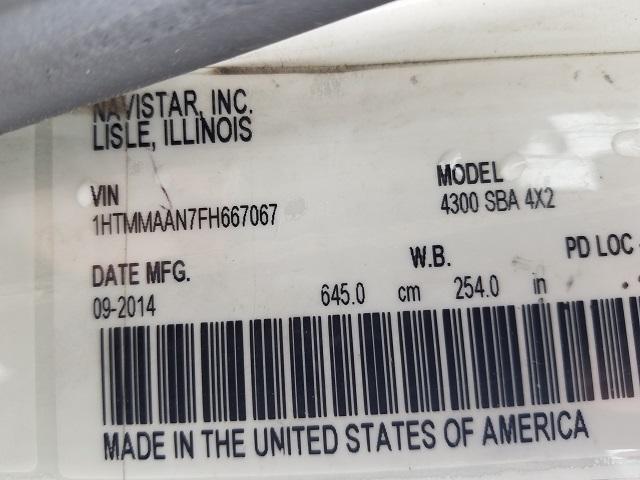 NAVISTAR, INC.
LISLE, ILLINOIS
VIN
1HTMMAAN7FH667067
MODEL
4300 SBA 4X2
DATE MFG.
09-2014
W.B.
645.0 cm 254.0 in
PD LOC
MADE IN THE UNITED STATES OF AMERICA